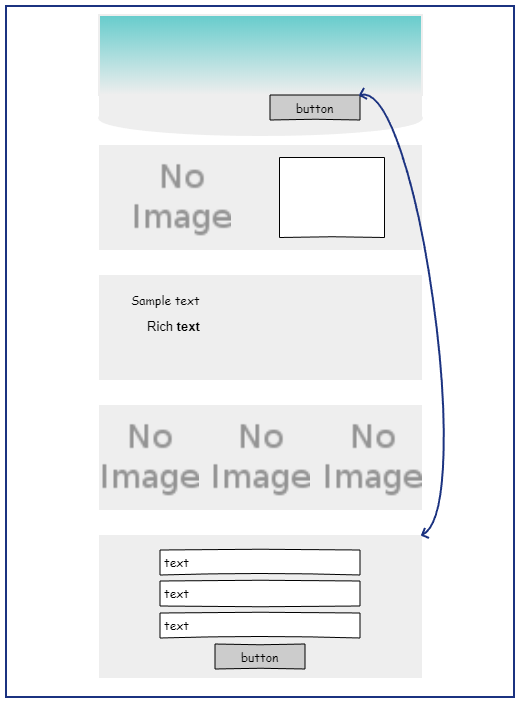 button
No
Image
Sample text
Rich text
No No No
Image Image Image
text
text
text
button